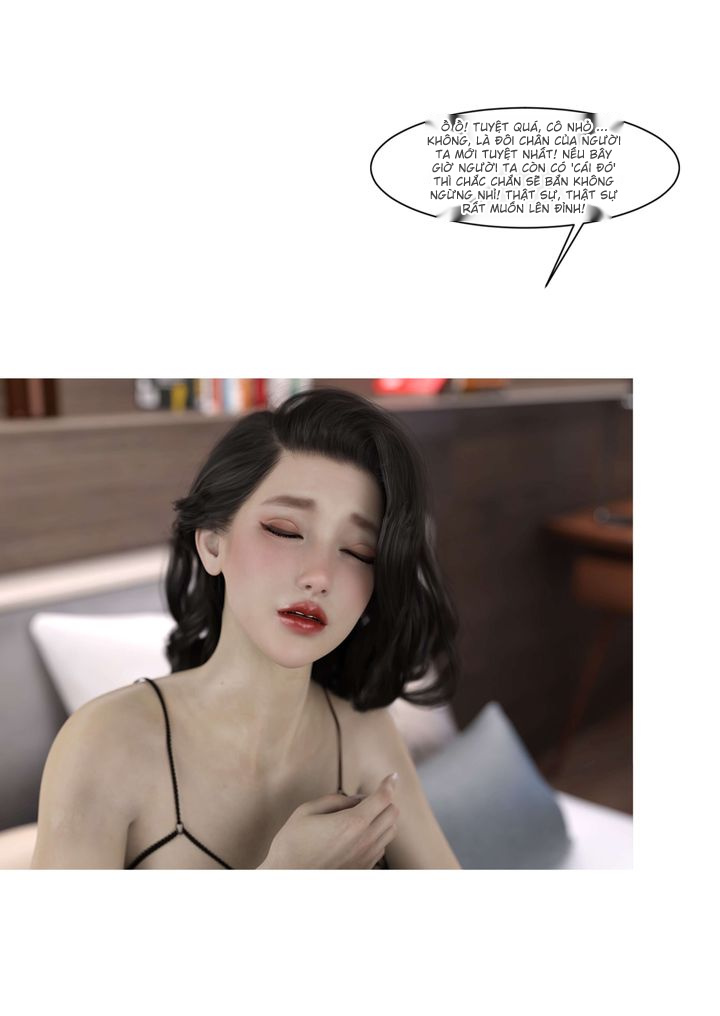 Ồ Ồ! TUYỆT QUÁ, CÔ NHỎ ...
KHÔNG, LÀ ĐÔI CHÂN CỦA NGƯỜI
TA MỚI TUYỆT NHẤT! NẾU BÂY
GIỜ NGƯỜI TA CÒN CÓ 'CÁI ĐÓ'
THÌ CHẮC CHẮN SẼ BẮN KHÔNG
NGỪNG NHỈ! THẬT SỰ, THẬT SỰ
RẤT MUỐN LÊN ĐỈNH!